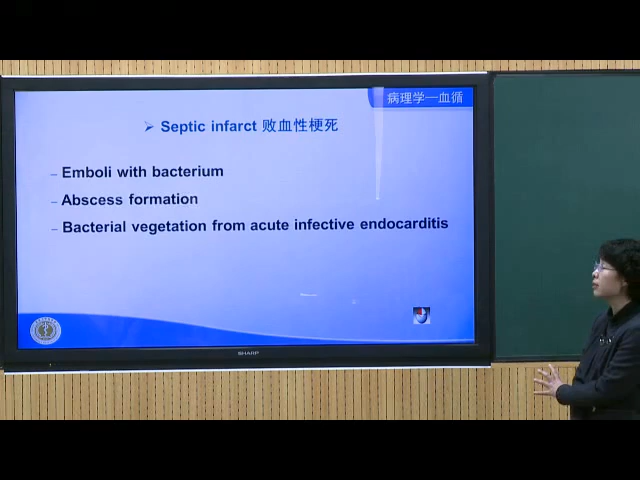 病理学—血循
➢ Septic infarct 败血性梗死
– Emboli with bacterium
– Abscess formation
– Bacterial vegetation from acute infective endocarditis
SHARP